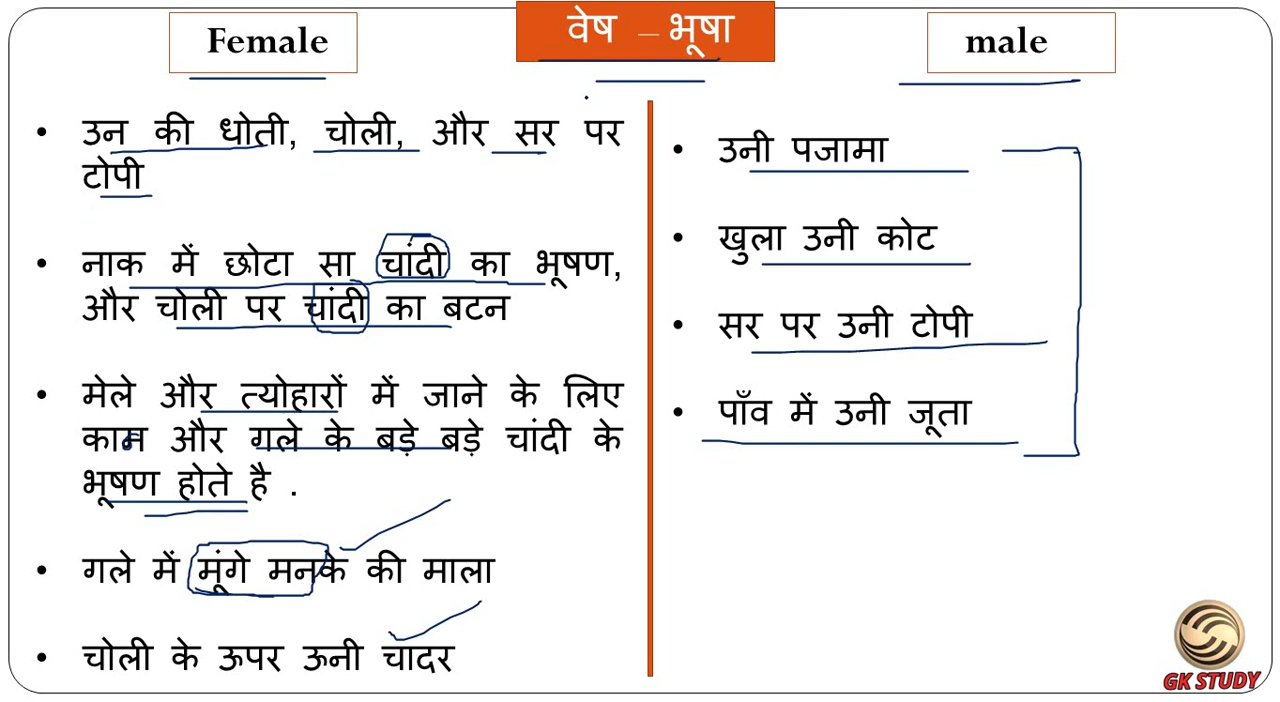 Female
वेष – भूषा
male
उन की धोती, चोली, और सर पर
टोपी
नाक में छोटा सा चांदी का भूषण,
और चोली पर चांदी का बटन
मेले और त्योहारों में जाने के लिए
कान और गले के बड़े बड़े चांदी के
भूषण होते है .
गले में मूंगे मनके की माला
चोली के ऊपर ऊनी चादर
उनी पजामा
खुला उनी कोट
सर पर उनी टोपी
पाँव में उनी जूता
GK STUDY